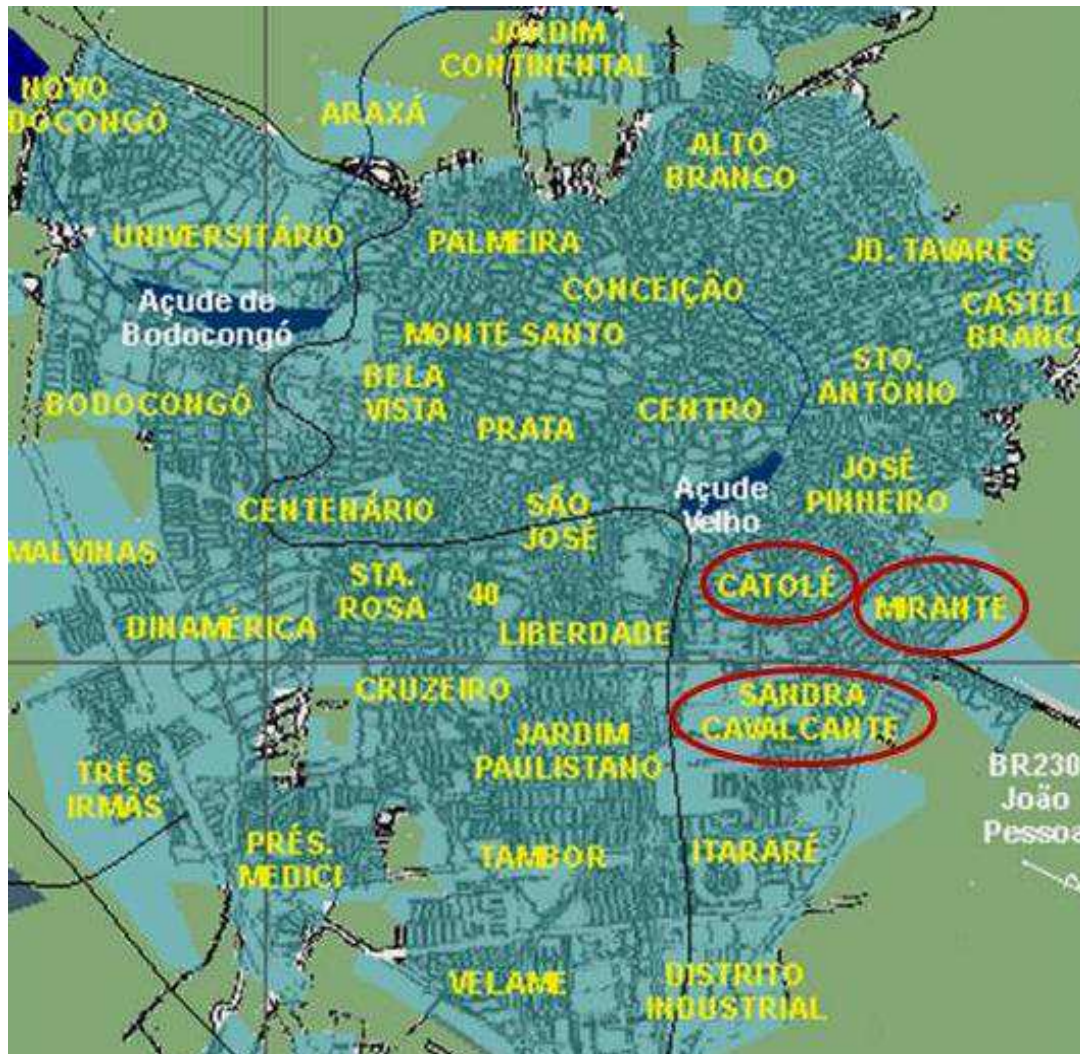 JARDIM
CONTINENTAL
NOVO
BODOCONGÓ
ARAXÁ
ALTO
BRANCO
UNIVERSITÁRIO
PALMEIRA
JD. TAVARES
CONCEIÇÃO
Açude de
Bodocongó
CASTEL
BRANCO
MONTE SANTO
STO.
ANTÔNIO
BELA
VISTA
BODOCONGÓ
CENTRO
PRATA
JOSÉ
PINHEIRO
Açude
Velho
CENTENÁRIO
SÃO
JOSÉ
MALVINAS
STA.
ROSA
40
CATOLÉ
MIRANTE
DINAMÉRICA
LIBERDADE
CRUZEIRO
SANDRA
CAVALCANTE
JARDIM
PAULISTANO
TRÊS
IRMÃS
BR230
João
Pessoa
PRÉS.
MEDICI
TAMBOR
ITARARÉ
VELAME
DISTRITO
INDUSTRIAL